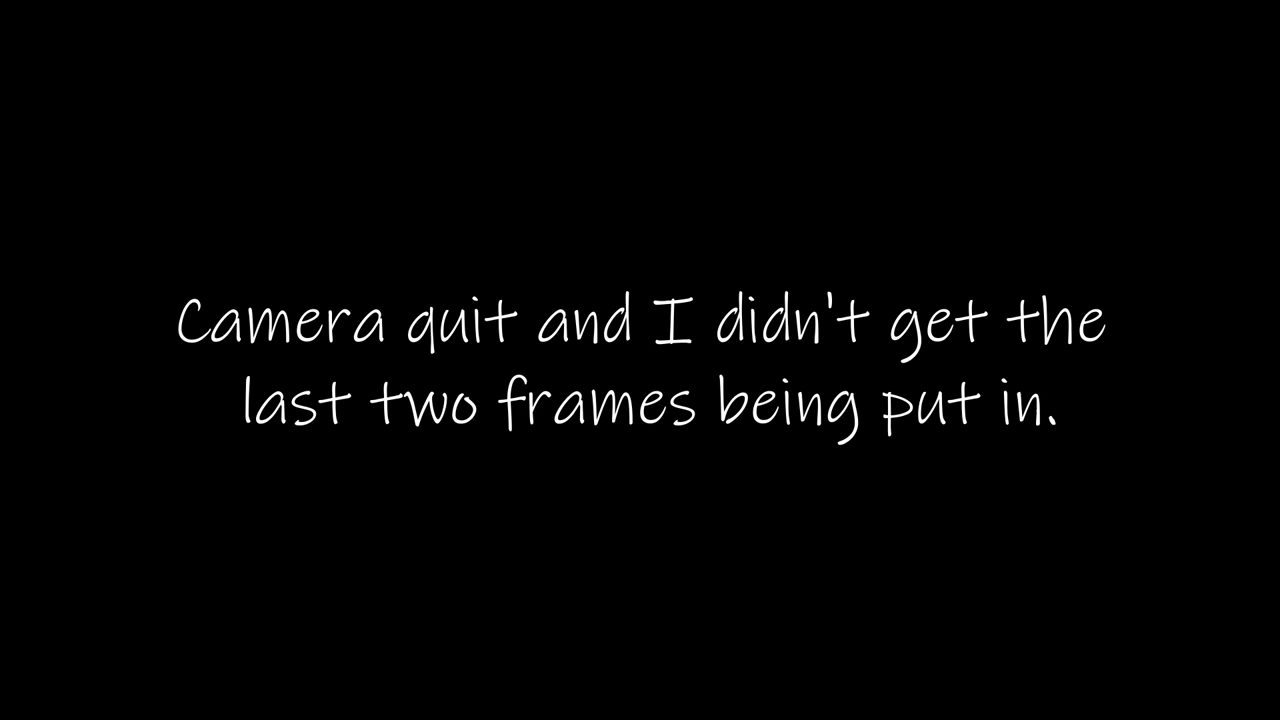 Camera quit and I didn't get the
last two frames being put in.